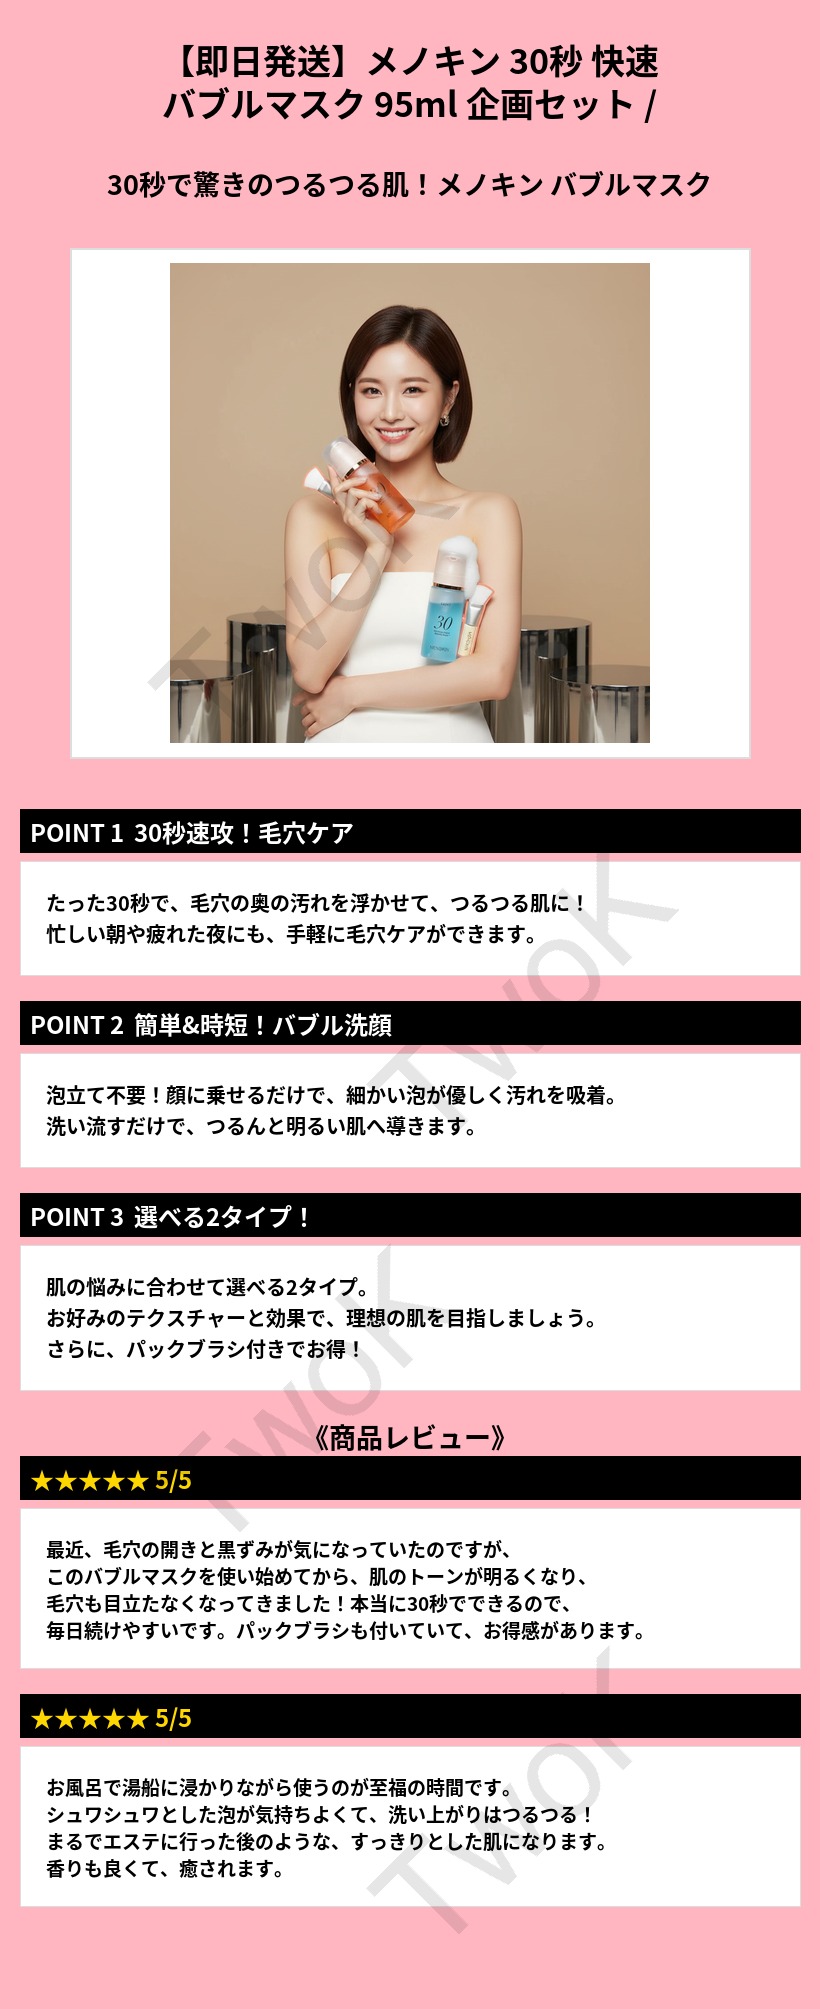 【即日発送】メノキン 30秒 快速
バブルマスク 95ml 企画セット /
30秒で驚きのつるつる肌！メノキン バブルマスク
30
TwoK
POINT 1 30秒速攻！毛穴ケア
たった30秒で、毛穴の奥の汚れを浮かせて、つるつる肌に！
忙しい朝や疲れた夜にも、手軽に毛穴ケアができます。
TwoK
POINT 2 簡単&時短！バブル洗顔
泡立て不要！顔に乗せるだけで、細かい泡が優しく汚れを吸着。
洗い流すだけで、つるんと明るい肌へ導きます。
POINT 3 選べる2タイプ！
肌の悩みに合わせて選べる2タイプ。
お好みのテクスチャーと効果で、理想の肌を目指しましょう。
さらに、パックブラシ付きでお得！
TwoK
《商品レビュー》
★★★★★ 5/5
最近、毛穴の開きと黒ずみが気になっていたのですが、
このバブルマスクを使い始めてから、肌のトーンが明るくなり、
毛穴も目立たなくなってきました！本当に30秒でできるので、
毎日続けやすいです。パックブラシも付いていて、お得感があります。
★★★★★ 5/5
お風呂で湯船に浸かりながら使うのが至福の時間です。
シュワシュワとした泡が気持ちよくて、洗い上がりはつるつる！
まるでエステに行った後のような、すっきりとした肌になります。
香りも良くて、癒されます。
TwoK